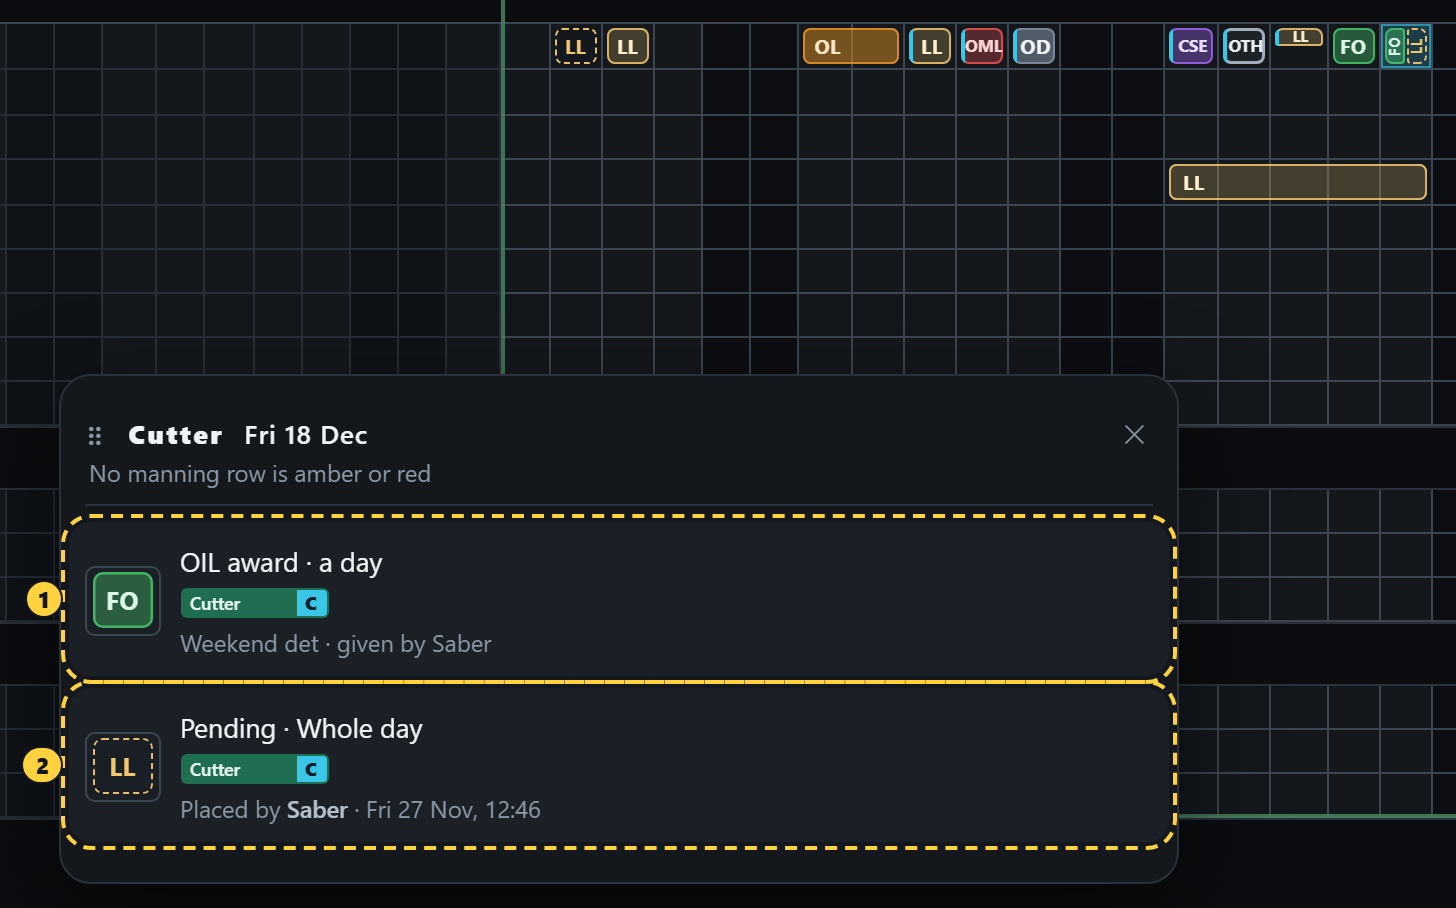 LL LL OL LL OML OD CSE OTH LL FO FO LL
LL
Cutter Fri 18 Dec
No manning row is amber or red
1
FO
OIL award · a day
Cutter C
Weekend det · given by Saber
2
LL
Pending · Whole day
Cutter C
Placed by Saber · Fri 27 Nov, 12:46